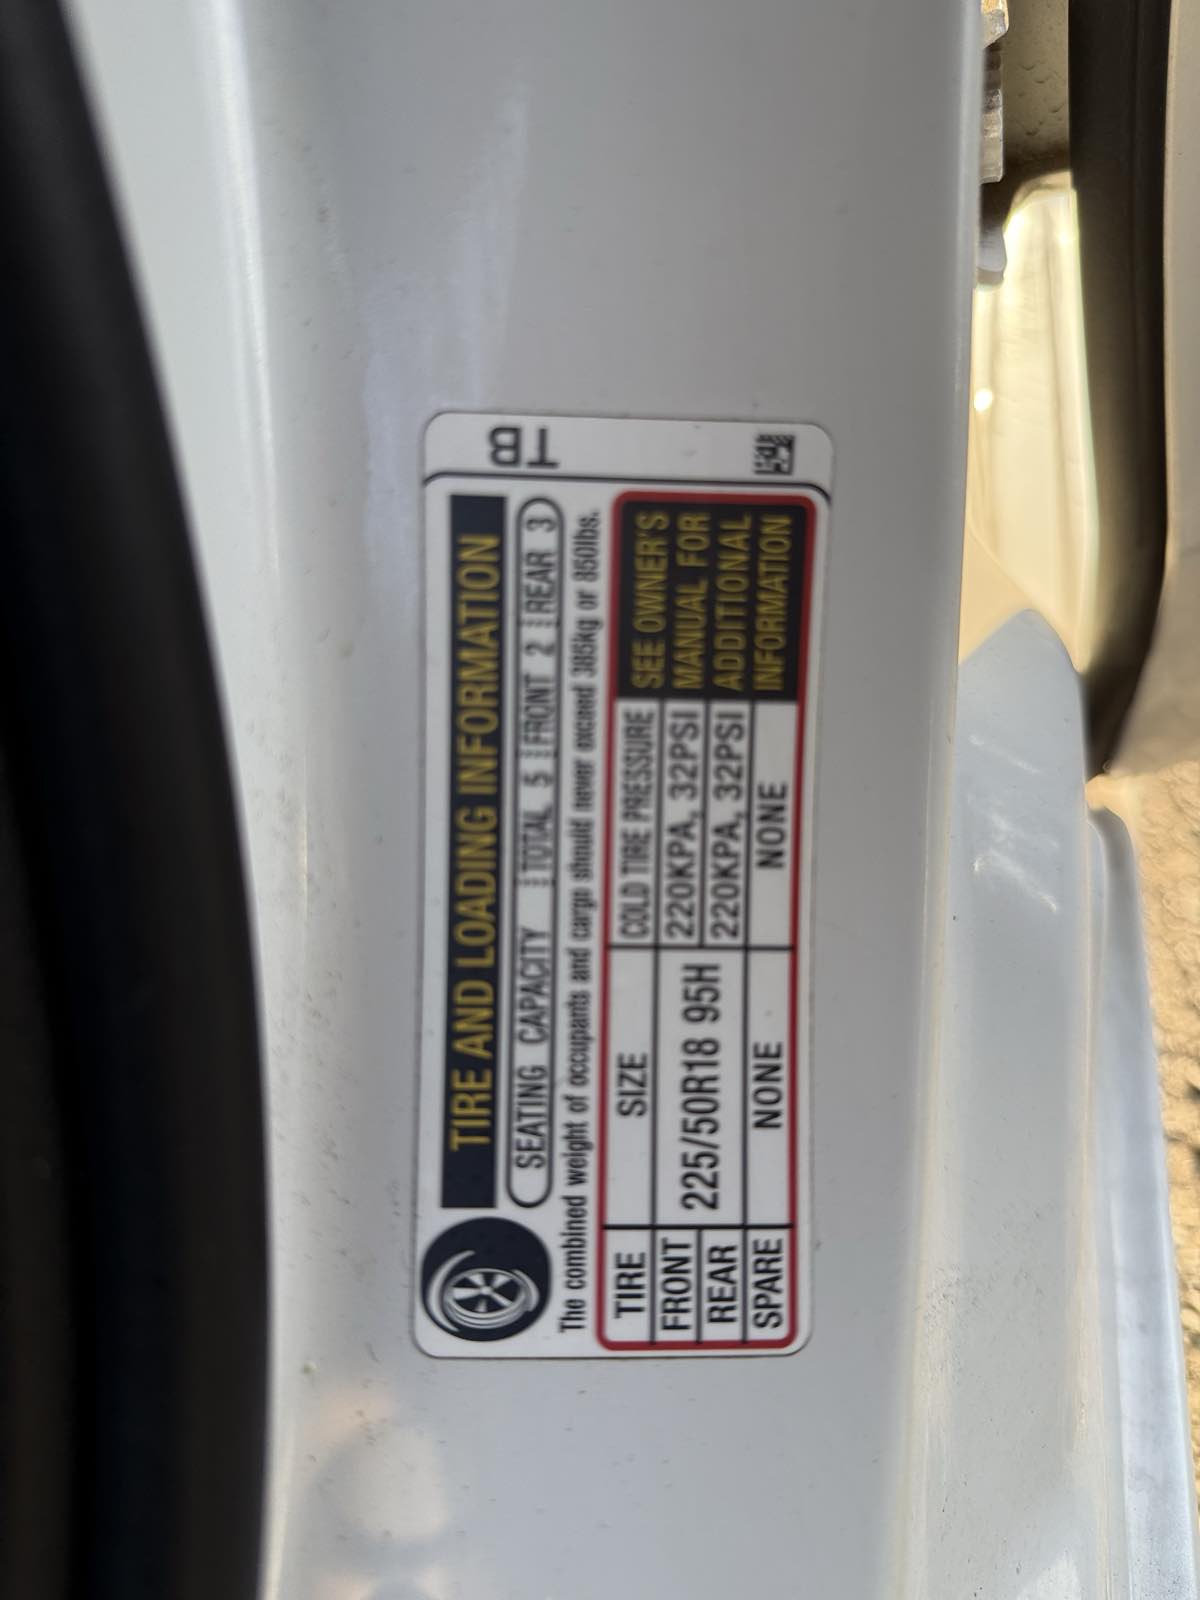 TB
TIRE AND LOADING INFORMATION
SEATING CAPACITY TOTAL 5 FRONT 2 REAR 3
The combined weight of occupants and cargo should never exceed 385kg or 850lbs.
TIRE SIZE COLD TIRE PRESSURE
FRONT 225/50R18 95H 220KPA, 32PSI
REAR 220KPA, 32PSI
SPARE NONE NONE
SEE OWNER'S
MANUAL FOR
ADDITIONAL
INFORMATION